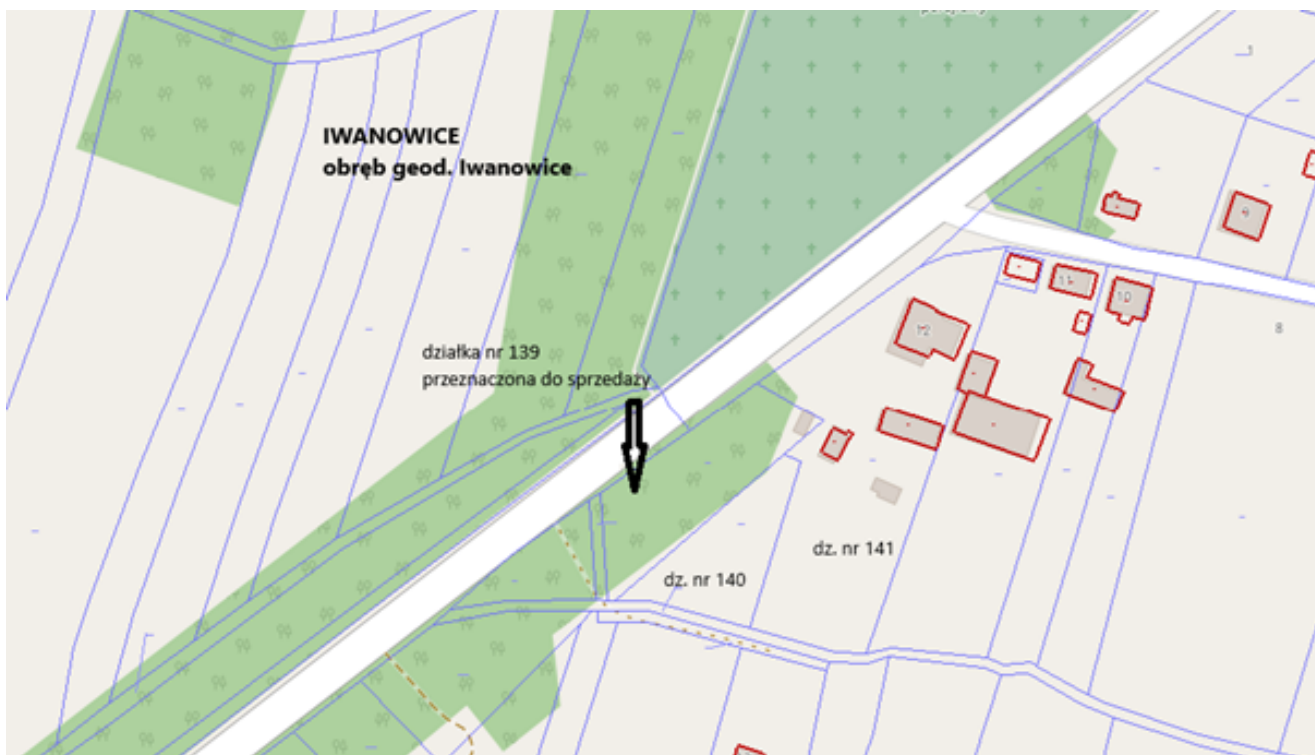 1
IWANOWICE
obręb geod. Iwanowice
9
11
10
12
8
działka nr 139
przeznaczona do sprzedaży
dz. nr 141
dz. nr 140